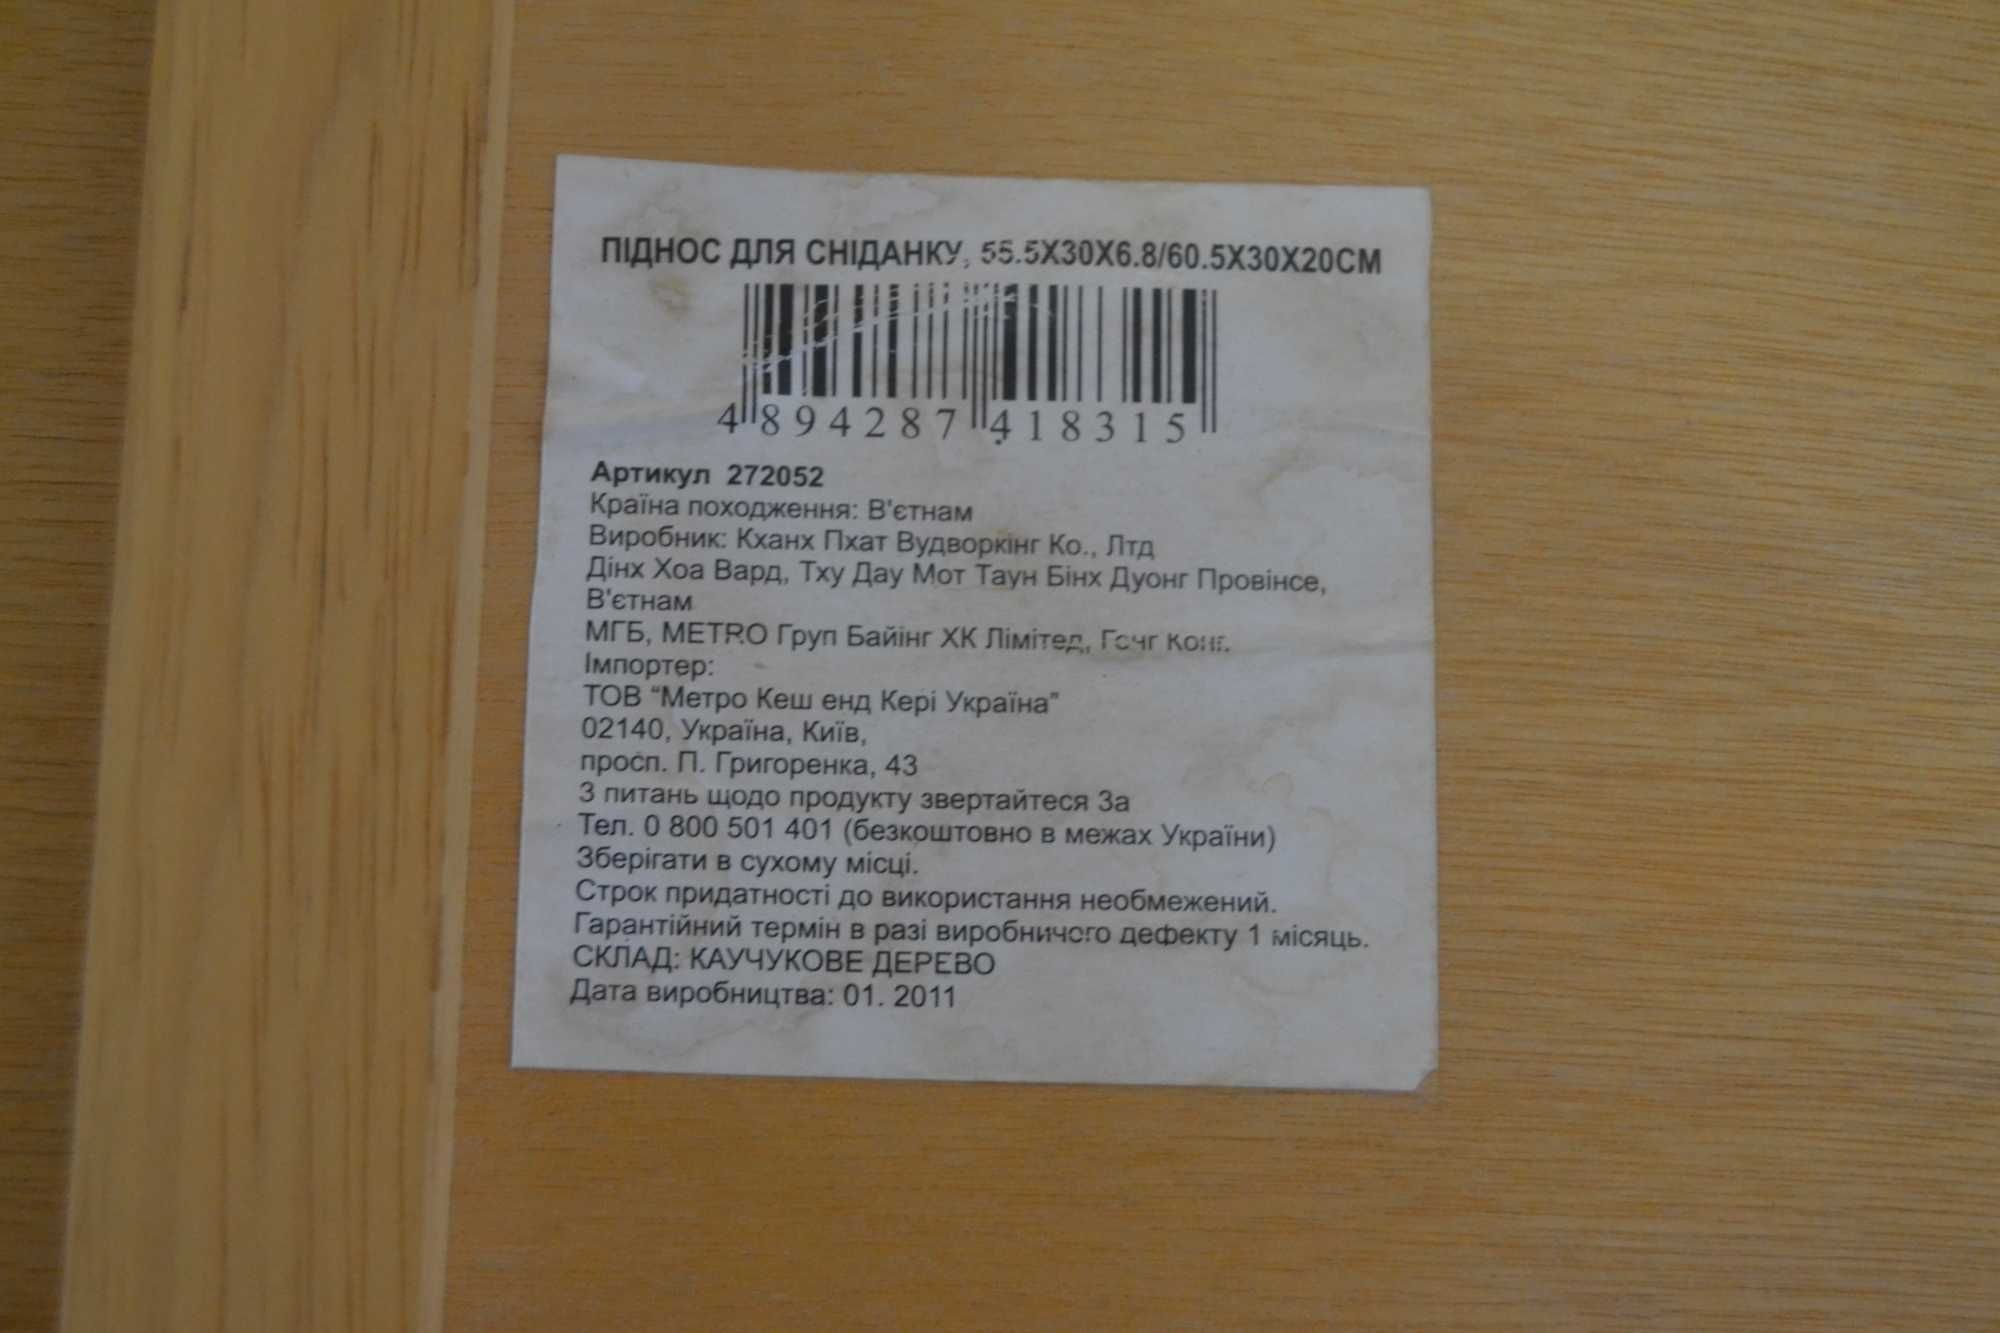 ПІДНОС ДЛЯ СНІДАНКУ, 55.5Х30Х6.8/60.5Х30Х20СМ
4 894287 418315
Артикул 272052
Країна походження: В'єтнам
Виробник: Кханх Пхат Вудворкінг Ко., Лтд
Дінх Хоа Вард, Тху Дау Мот Таун Бінх Дуонг Провінсе,
В'єтнам
МГБ, METRO Груп Байінг ХК Лімітед, Гонг Конг.
Імпортер:
ТОВ “Метро Кеш енд Кері Україна”
02140, Україна, Київ,
просп. П. Григоренка, 43
З питань щодо продукту звертайтеся За
Тел. 0 800 501 401 (безкоштовно в межах України)
Зберігати в сухому місці.
Строк придатності до використання необмежений.
Гарантійний термін в разі виробничого дефекту 1 місяць.
СКЛАД: КАУЧУКОВЕ ДЕРЕВО
Дата виробництва: 01. 2011